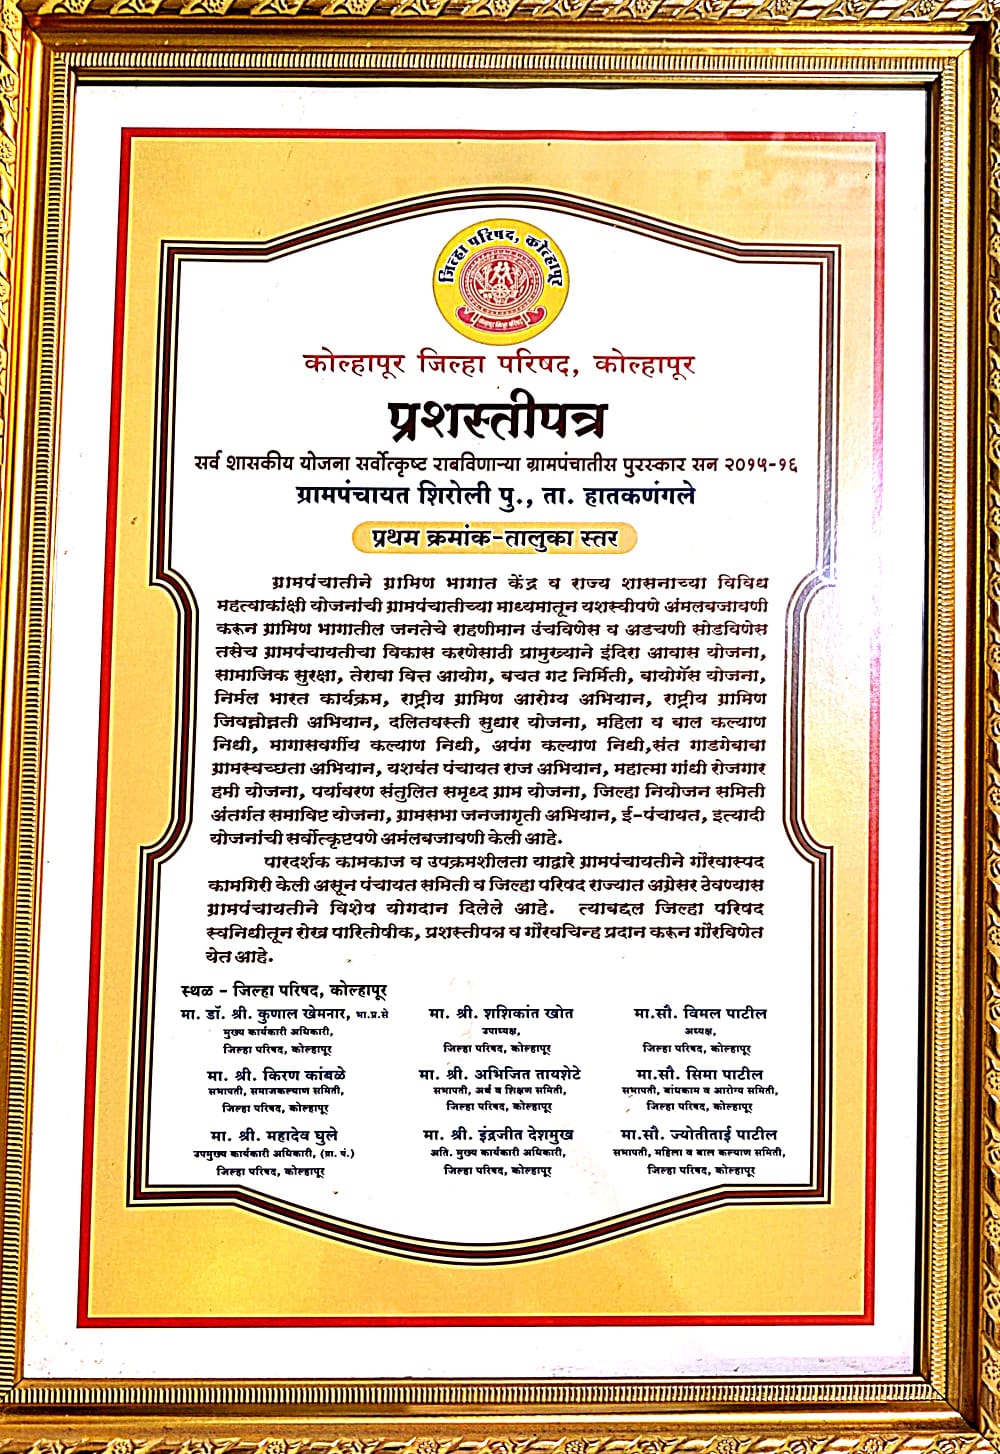 जिल्हा परिषद, कोल्हापूर
कोल्हापूर जिल्हा परिषद, कोल्हापूर
प्रशस्तीपत्र
सर्व शासकीय योजना सर्वोत्कृष्ट राबविणाऱ्या ग्रामपंचातीस पुरस्कार सन २०१५-१६
ग्रामपंचायत शिरोली पु., ता. हातकणंगले
प्रथम क्रमांक-तालुका स्तर
ग्रामपंचातीने ग्रामिण भागात केंद्र व राज्य शासनाच्या विविध
महत्वाकांक्षी योजनांची ग्रामपंचातीच्या माध्यमातून यशस्वीपणे अंमलबजावणी
करून ग्रामिण भागातील जनतेचे राहणीमान उंचविणेस व अडचणी सोडविणेस
तसेच ग्रामपंचायतीचा विकास करणेसाठी प्रामुख्याने इंदिरा आवास योजना,
सामाजिक सुरक्षा, तेरावा वित्त आयोग, बचत गट निर्मिती, बायोगॅस योजना,
निर्मल भारत कार्यक्रम, राष्ट्रीय ग्रामिण आरोग्य अभियान, राष्ट्रीय ग्रामिण
जिवन्नोन्नती अभियान, दलितवस्ती सुधार योजना, महिला व बाल कल्याण
निधी, मागासवर्गीय कल्याण निधी, अपंग कल्याण निधी,संत गाडगेबाबा
ग्रामस्वच्छता अभियान, यशवंत पंचायत राज अभियान, महात्मा गांधी रोजगार
हमी योजना, पर्यावरण संतुलित समृध्द ग्राम योजना, जिल्हा नियोजन समिती
अंतर्गत समाविष्ट योजना, ग्रामसभा जनजागृती अभियान, ई-पंचायत, इत्यादी
योजनांची सर्वोत्कृष्टपणे अमंलबजावणी केली आहे.
पारदर्शक कामकाज व उपक्रमशीलता याद्वारे ग्रामपंचायतीने गौरवास्पद
कामगिरी केली असून पंचायत समिती व जिल्हा परिषद राज्यात अग्रेसर ठेवण्यास
ग्रामपंचायतीने विशेष योगदान दिलेले आहे. त्याबद्दल जिल्हा परिषद
स्वनिधीतून रोख पारितोषीक, प्रशस्तीपत्र व गौरवचिन्ह प्रदान करून गौरविणेत
येत आहे.
स्थळ - जिल्हा परिषद, कोल्हापूर
मा. डॉ. श्री. कुणाल खेमनार, भा.प्र.से मा. श्री. शशिकांत खोत मा.सौ. विमल पाटील
मुख्य कार्यकारी अधिकारी, उपाध्यक्ष, अध्यक्ष,
जिल्हा परिषद, कोल्हापूर जिल्हा परिषद, कोल्हापूर जिल्हा परिषद, कोल्हापूर
मा. श्री. किरण कांबळे मा. श्री. अभिजित तायशेटे मा.सौ. सिमा पाटील
सभापती, समाजकल्याण समिती, सभापती, अर्थ व शिक्षण समिती, सभापती, बांधकाम व आरोग्य समिती,
जिल्हा परिषद, कोल्हापूर जिल्हा परिषद, कोल्हापूर जिल्हा परिषद, कोल्हापूर
मा. श्री. महादेव घुले मा. श्री. इंद्रजीत देशमुख मा.सौ. ज्योतीताई पाटील
उपमुख्य कार्यकारी अधिकारी, (ग्रा. पं.) अति. मुख्य कार्यकारी अधिकारी, सभापती, महिला व बाल कल्याण समिती,
जिल्हा परिषद, कोल्हापूर जिल्हा परिषद, कोल्हापूर जिल्हा परिषद, कोल्हापूर